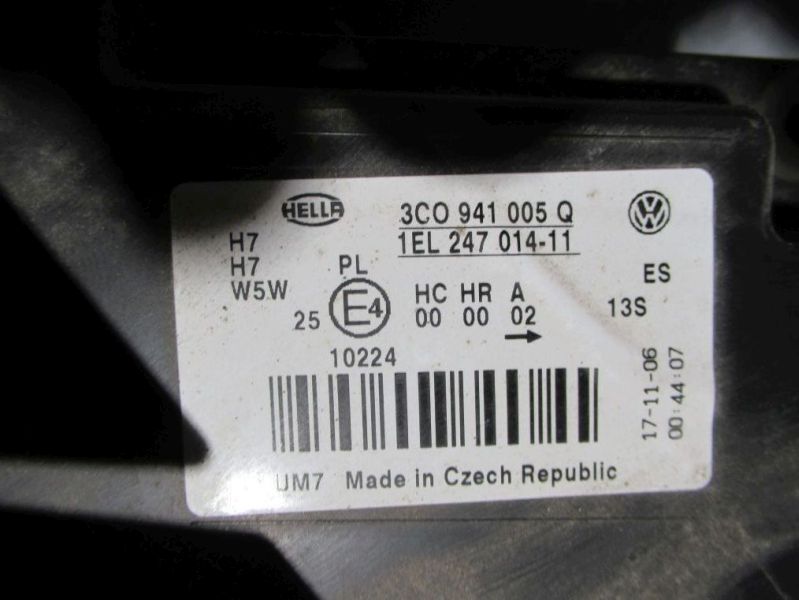 HELLA
3C0 941 005 Q
1EL 247 014-11
H7
H7
W5W
PL
25
E4
10224
HC HR A
00 00 02
ES
13S
17-11-06
00:44:07
UM7 Made in Czech Republic